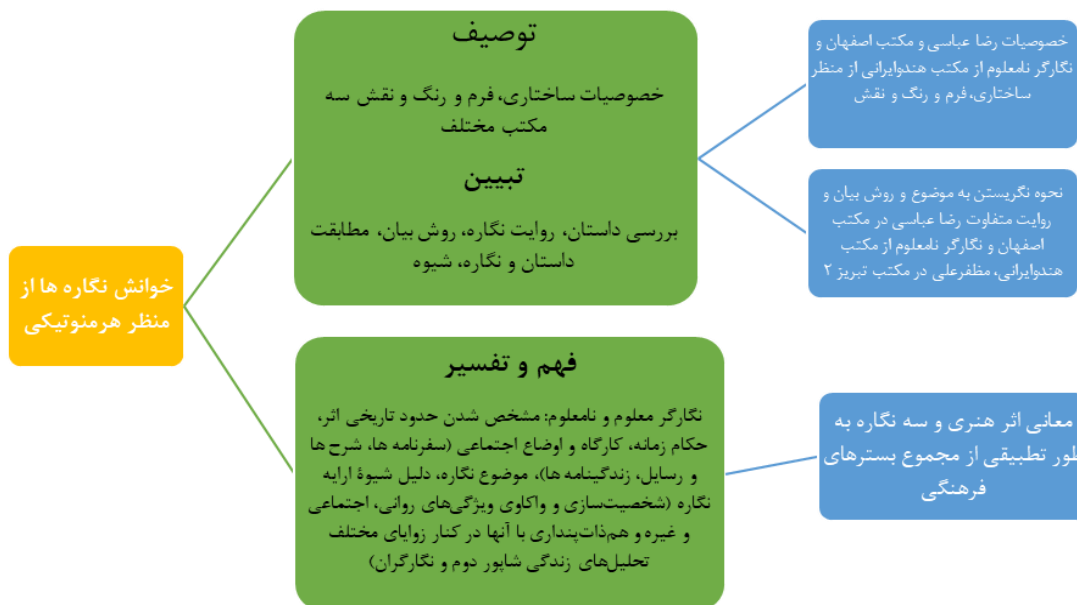 خوانش نگاره ها از
منظر هرمنوتیکی
توصیف
خصوصیات ساختاری، فرم و رنگ و نقش سه
مکتب مختلف
تبیین
بررسی داستان، روایت نگاره، روش بیان، مطابقت
داستان و نگاره، شیوه
خصوصیات رضا عباسی و مکتب اصفهان و
نگارگر نامعلوم از مکتب هندوایرانی از منظر
ساختاری، فرم و رنگ و نقش
نحوه نگریستن به موضوع و روش بیان و
روایت متفاوت رضا عباسی در مکتب
اصفهان و نگارگر نامعلوم از مکتب
هندوایرانی، مظفرعلی در مکتب تبریز ۲
فهم و تفسیر
نگارگر معلوم و نامعلوم: مشخص شدن حدود تاریخی اثر،
حکام زمانه، کارگاه و اوضاع اجتماعی (سفرنامه ها، شرح ها
و رسایل، زندگینامه ها)، موضوع نگاره، دلیل شیوۀ ارایه
نگاره (شخصیت‌سازی و واکاوی ویژگی‌های روانی، اجتماعی
و غیره و هم‌ذات‌پنداری با آنها در کنار زوایای مختلف
تحلیل‌های زندگی شاپور دوم و نگارگران)
معانی اثر هنری و سه نگاره به
طور تطبیقی از مجموع بسترهای
فرهنگی